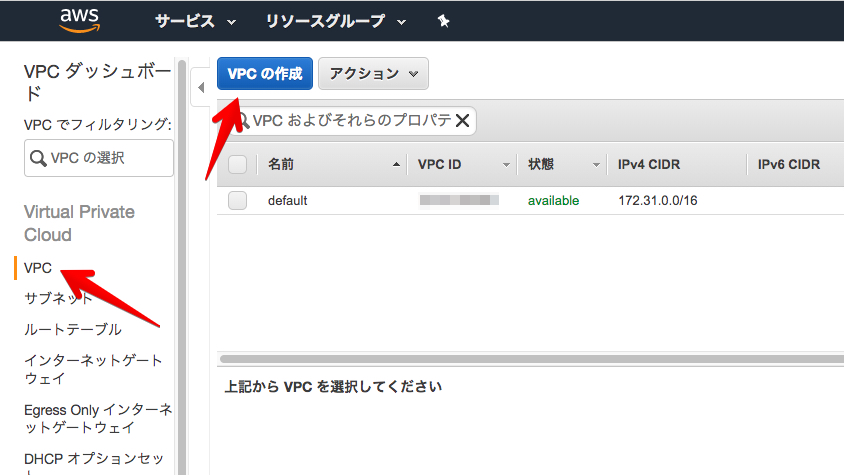 aws
サービス
リソースグループ
VPC ダッシュボー
ド
VPC でフィルタリング:
VPC の選択
Virtual Private
Cloud
VPC
サブネット
ルートテーブル
インターネットゲート
ウェイ
Egress Only インターネ
ットゲートウェイ
DHCP オプションセッ
VPC の作成
アクション
VPC およびそれらのプロパテ
名前
VPC ID
状態
IPv4 CIDR
IPv6 CIDR
default
available
172.31.0.0/16
上記から VPC を選択してください